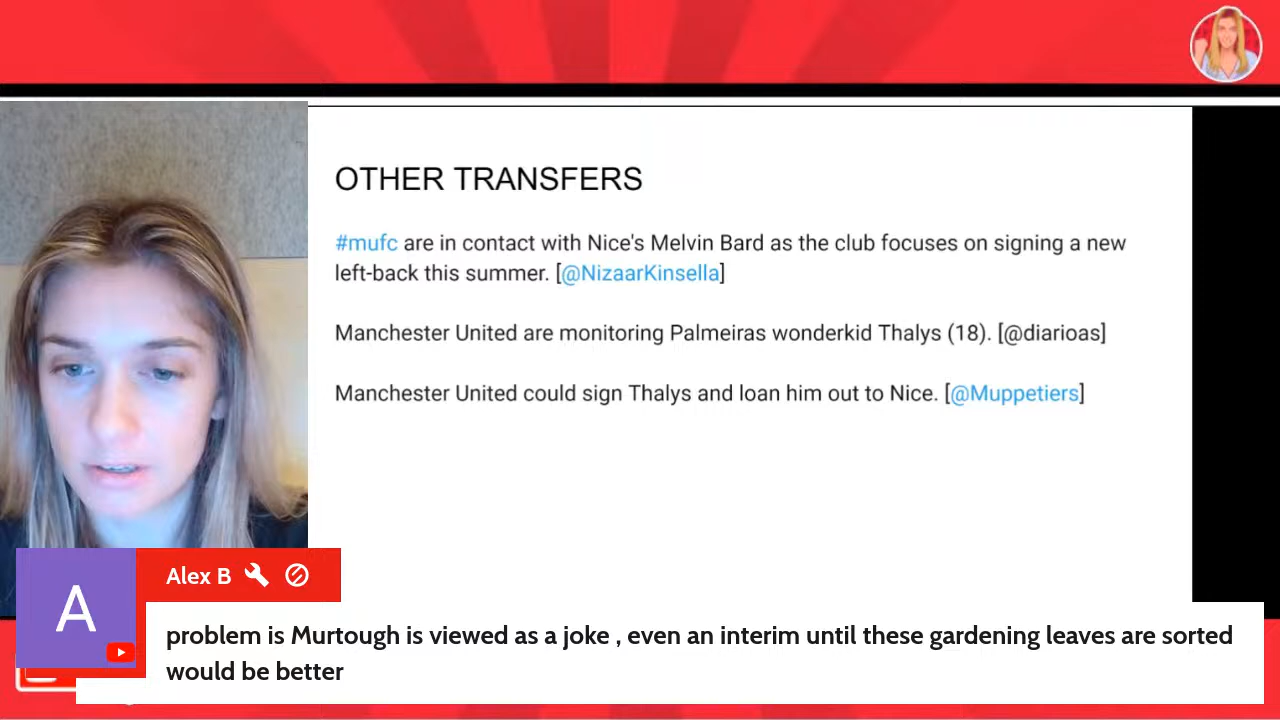 OTHER TRANSFERS
#mufc are in contact with Nice's Melvin Bard as the club focuses on signing a new
left-back this summer. [@NizaarKinsella]
Manchester United are monitoring Palmeiras wonderkid Thalys (18). [@diarioas]
Manchester United could sign Thalys and loan him out to Nice. [@Muppetiers]
A
Alex B
problem is Murtough is viewed as a joke , even an interim until these gardening leaves are sorted
would be better